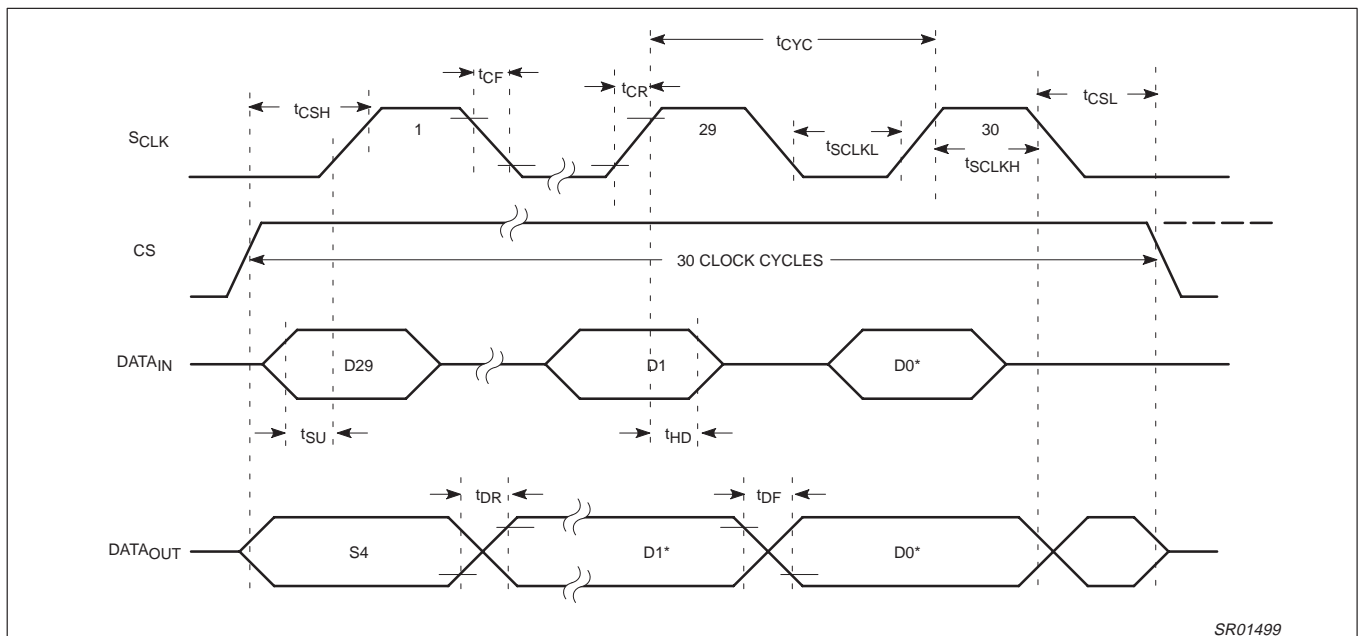 tCYC
tCF
tCR
tCSH
tCSL
SCLK
1
29
30
tSCLKL
tSCLKH
CS
30 CLOCK CYCLES
DATAIN
D29
D1
D0*
tSU
tHD
tDR
tDF
DATAOUT
S4
D1*
D0*
SR01499